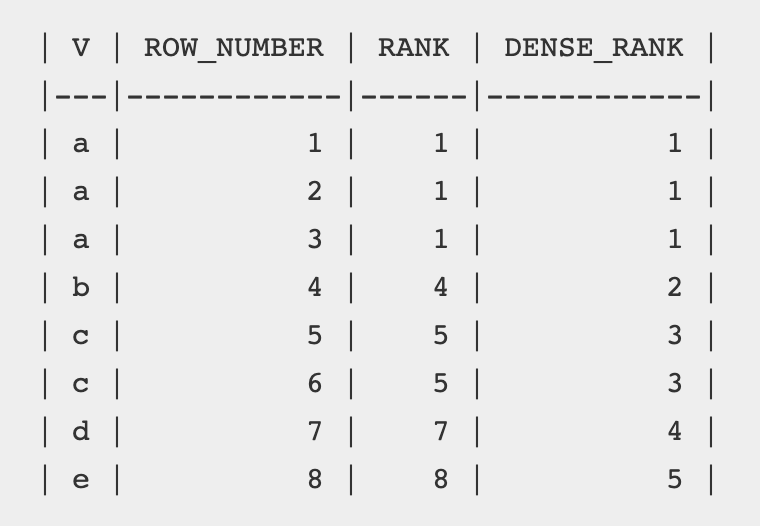 | V | ROW_NUMBER | RANK | DENSE_RANK |
|---|------------|------|------------|
| a |          1 |    1 |          1 |
| a |          2 |    1 |          1 |
| a |          3 |    1 |          1 |
| b |          4 |    4 |          2 |
| c |          5 |    5 |          3 |
| c |          6 |    5 |          3 |
| d |          7 |    7 |          4 |
| e |          8 |    8 |          5 |